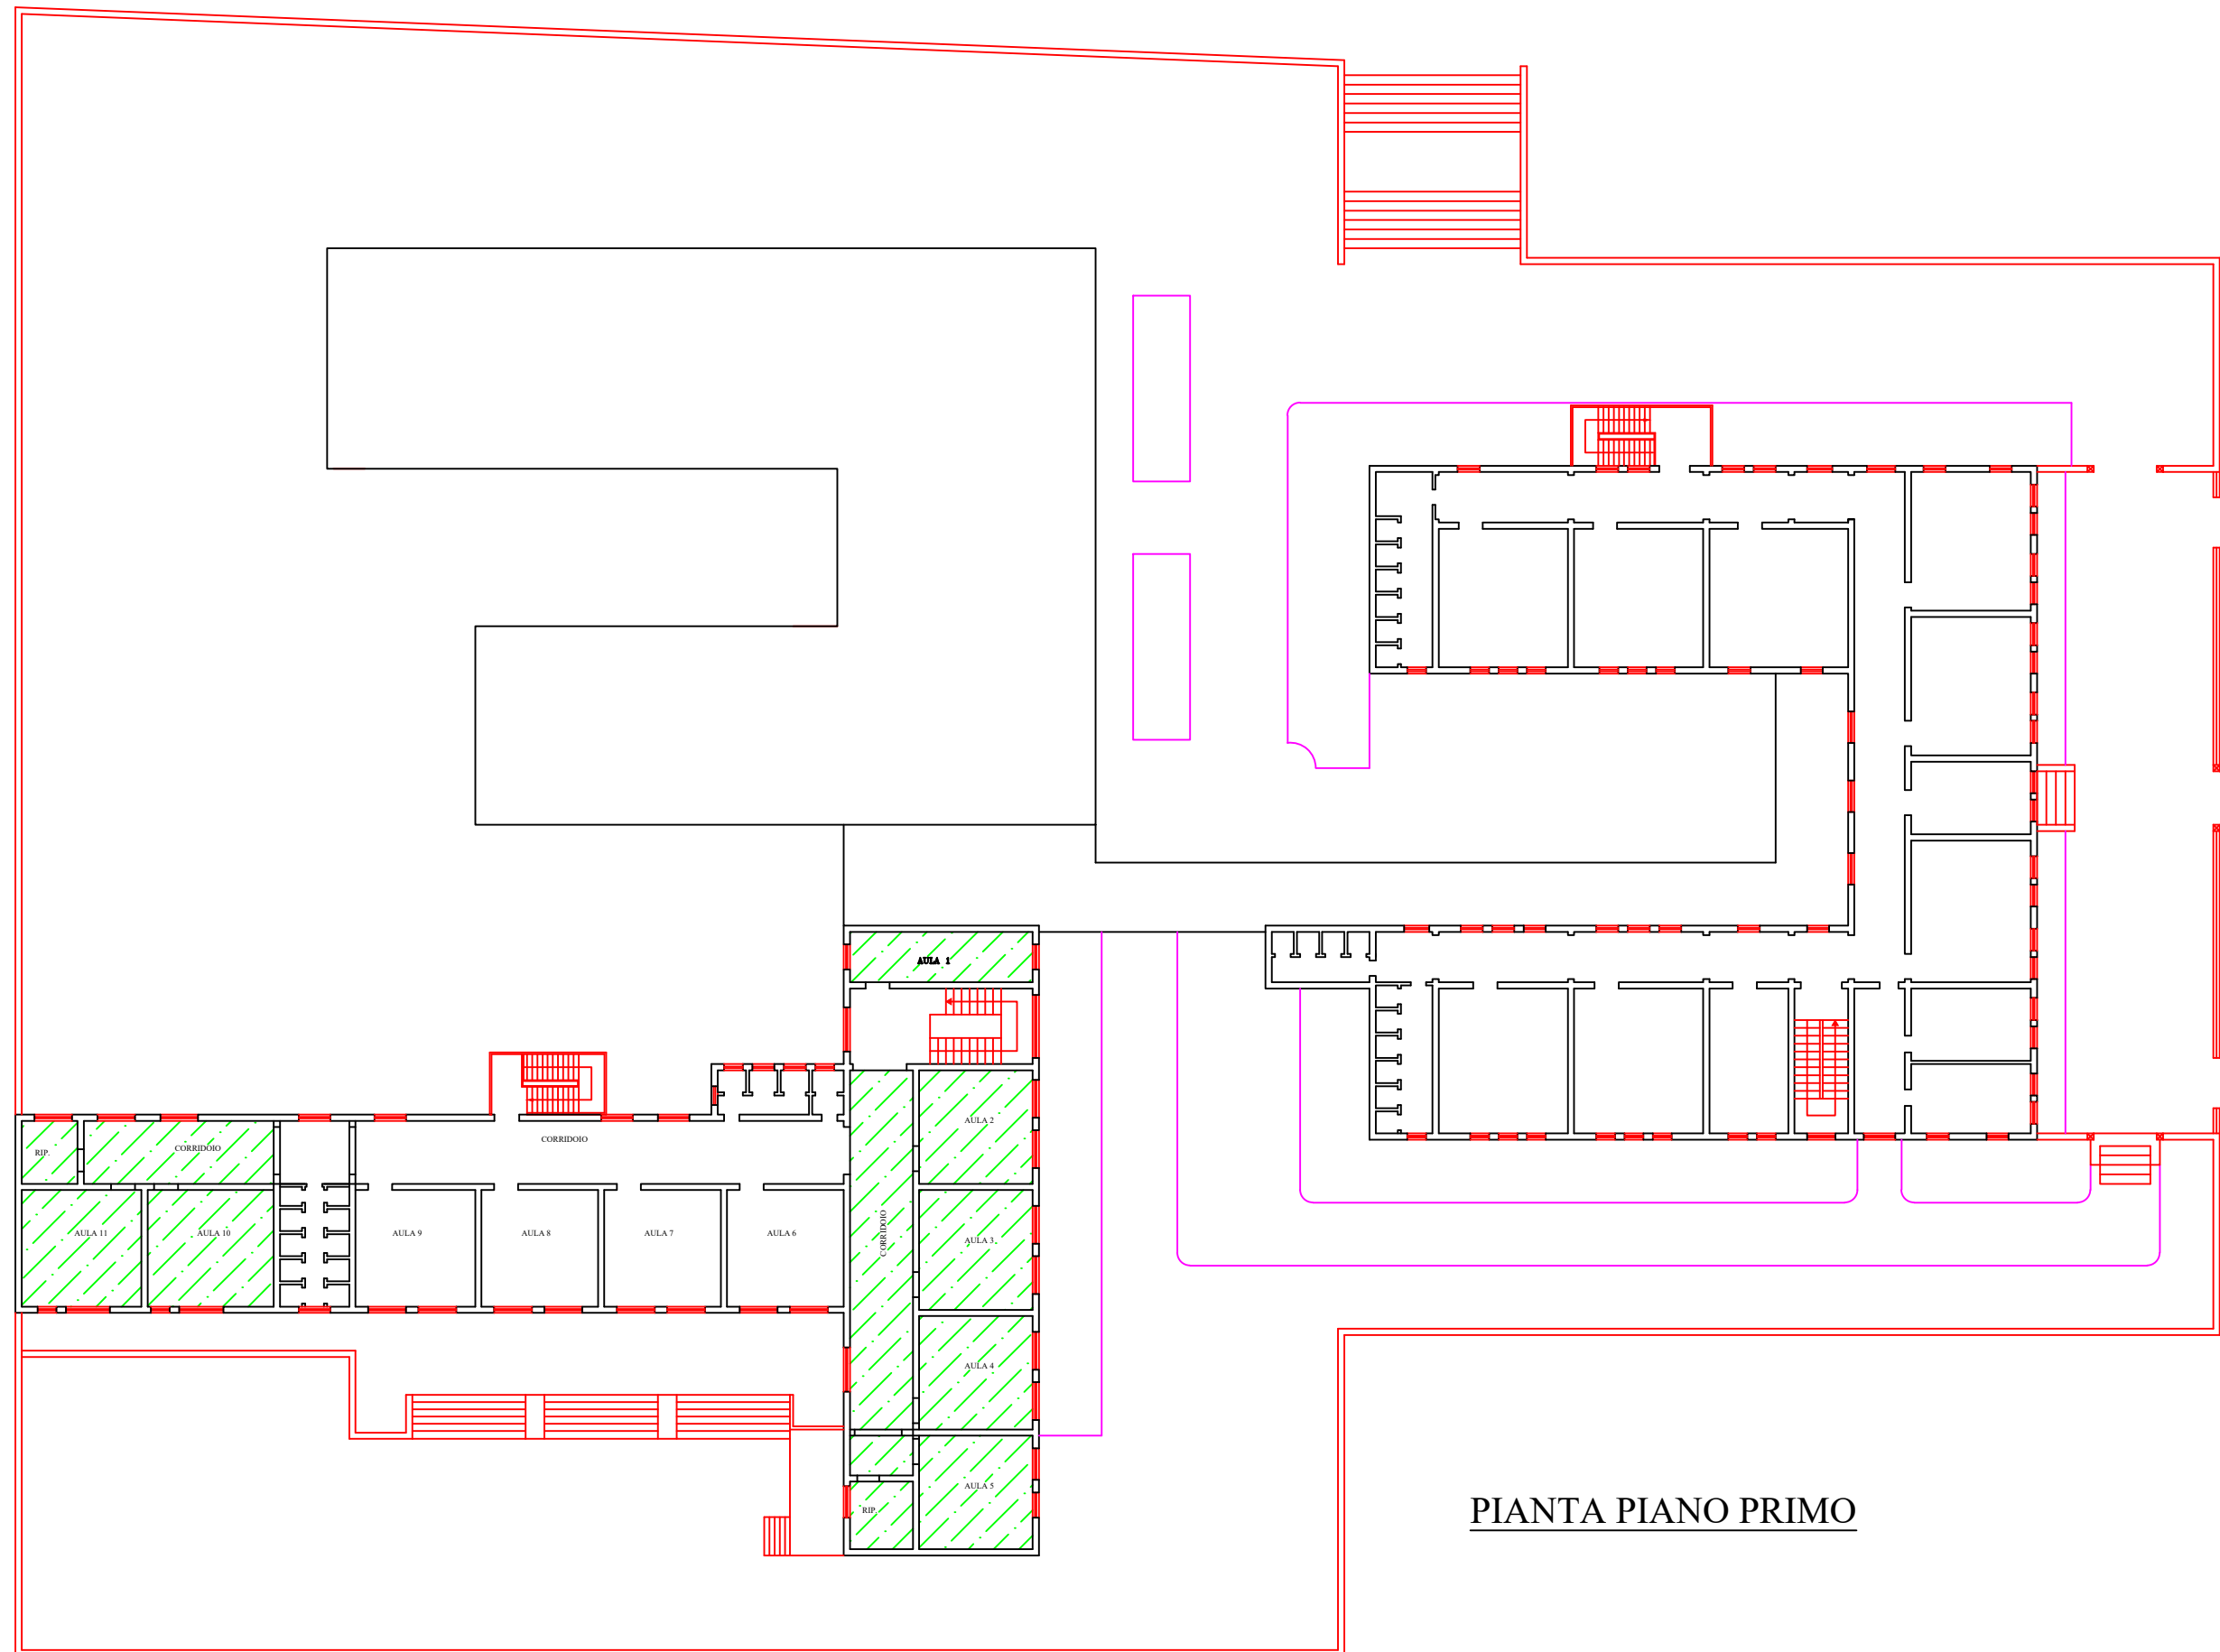 AULA 1
AULA 2
CORRIDOIO
CORRIDOIO
RIP.
CORRIDOIO
AULA 11
AULA 10
AULA 9
AULA 8
AULA 7
AULA 6
AULA 3
AULA 4
AULA 5
RIP.
PIANTA PIANO PRIMO